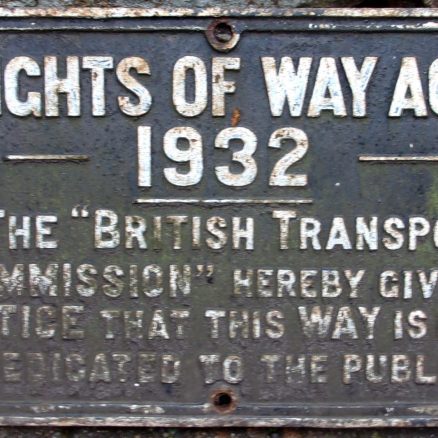 IGHTS OF WAY AC
1932
THE "BRITISH TRANSPO
MMISSION" HEREBY GIV
TICE THAT THIS WAY IS
EDICATED TO THE PUBL